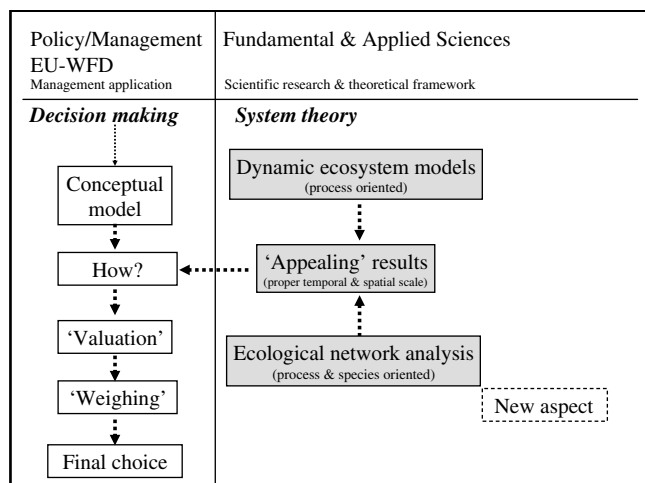 Policy/Management
EU-WFD
Management application
Fundamental & Applied Sciences
Scientific research & theoretical framework
Decision making
Conceptual
model
How?
‘Valuation’
‘Weighing’
Final choice
System theory
Dynamic ecosystem models
(process oriented)
‘Appealing’ results
(proper temporal & spatial scale)
Ecological network analysis
(process & species oriented)
New aspect